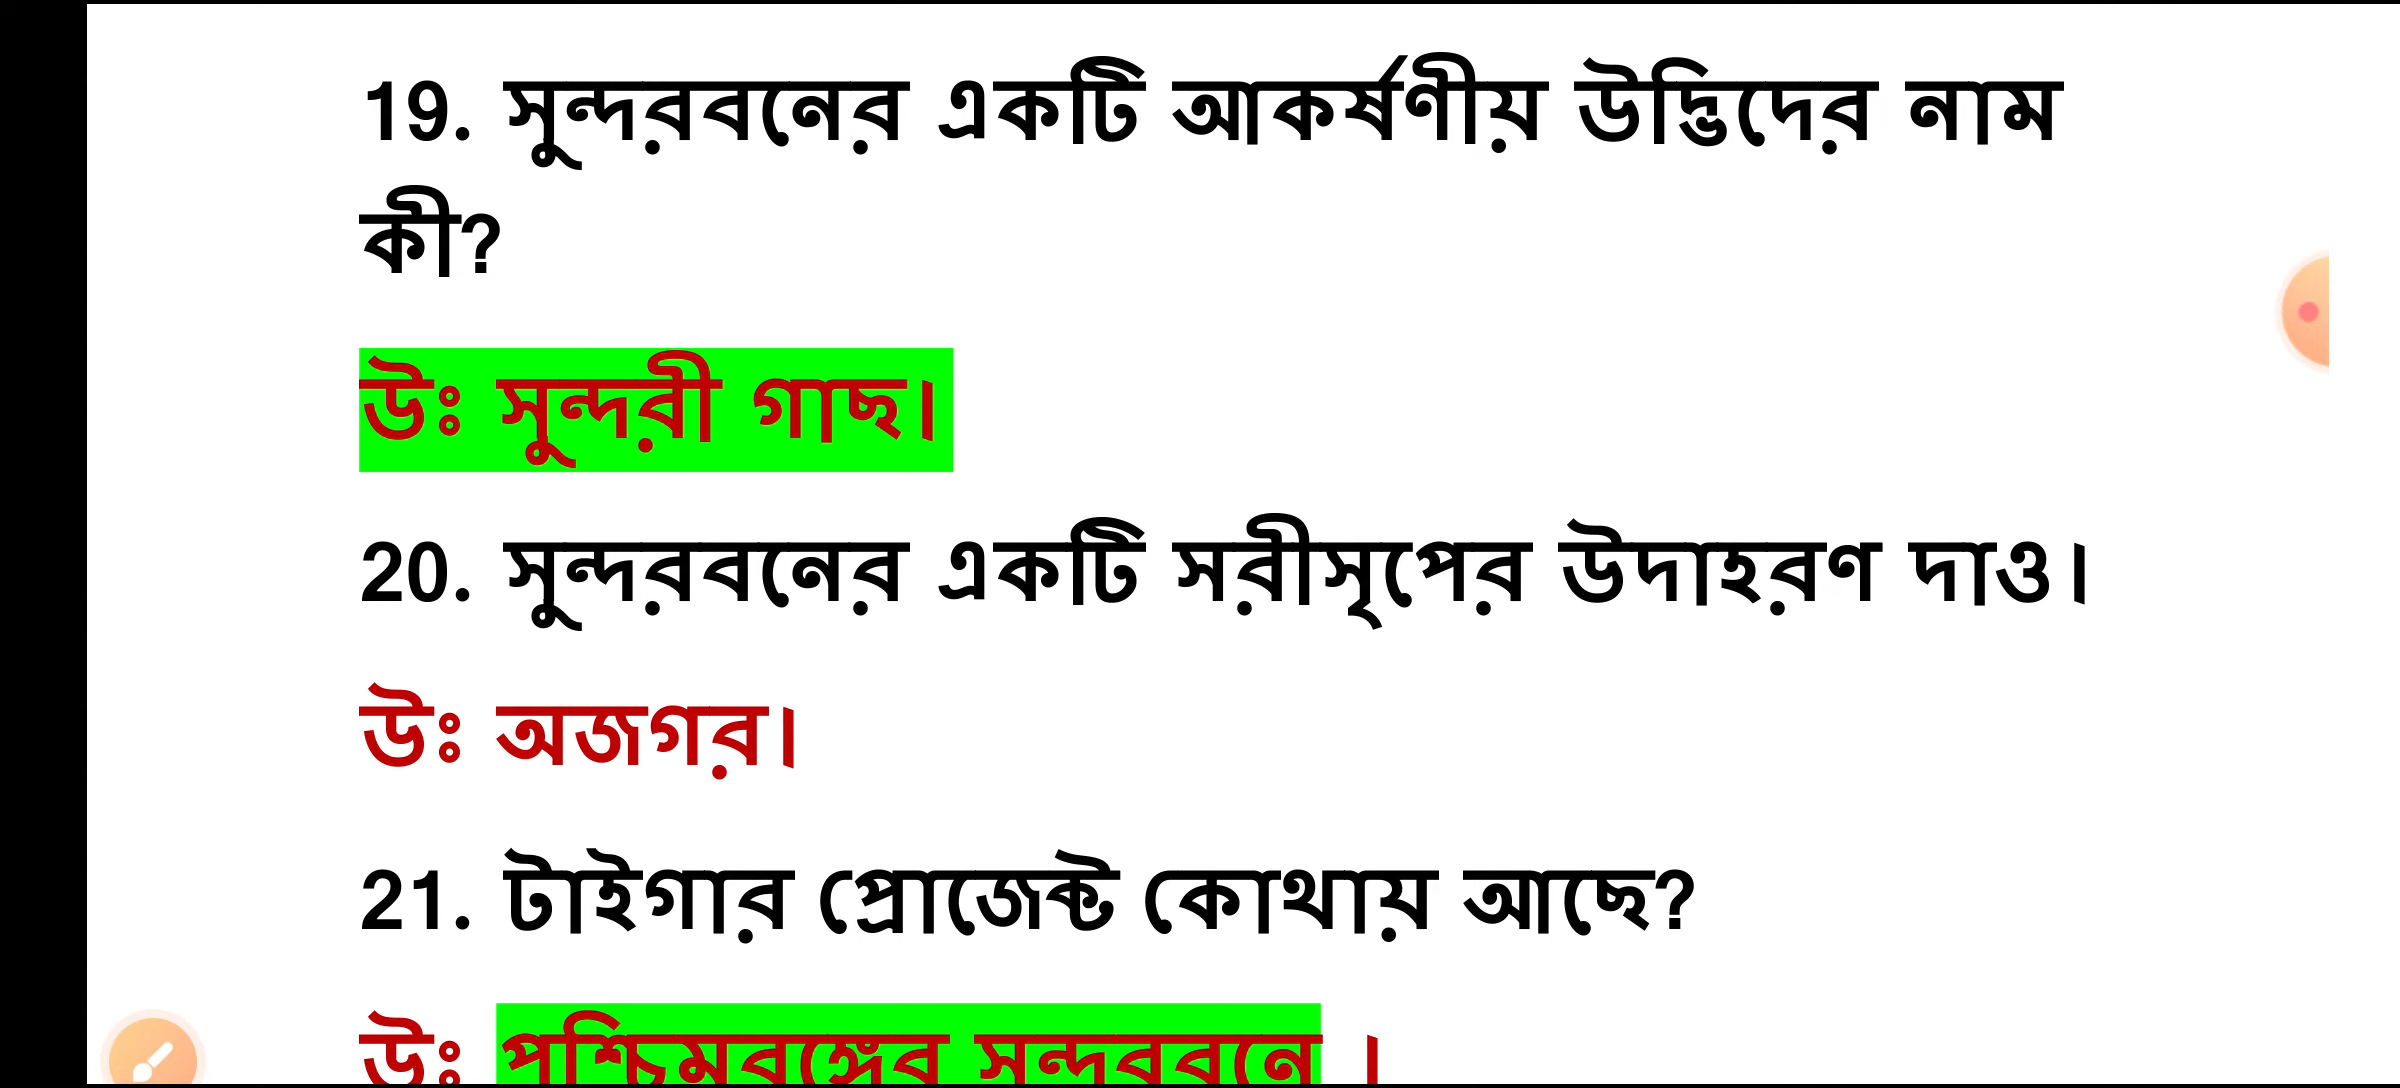 19. সুন্দরবনের একটি আকর্ষণীয় উদ্ভিদের নাম
কী?
উঃ সুন্দরী গাছ।
20. সুন্দরবনের একটি সরীসৃপের উদাহরণ দাও।
উঃ অজগর।
21. টাইগার প্রোজেক্ট কোথায় আছে?
উঃ পশ্চিমবঙ্গের সুন্দরবনে ।